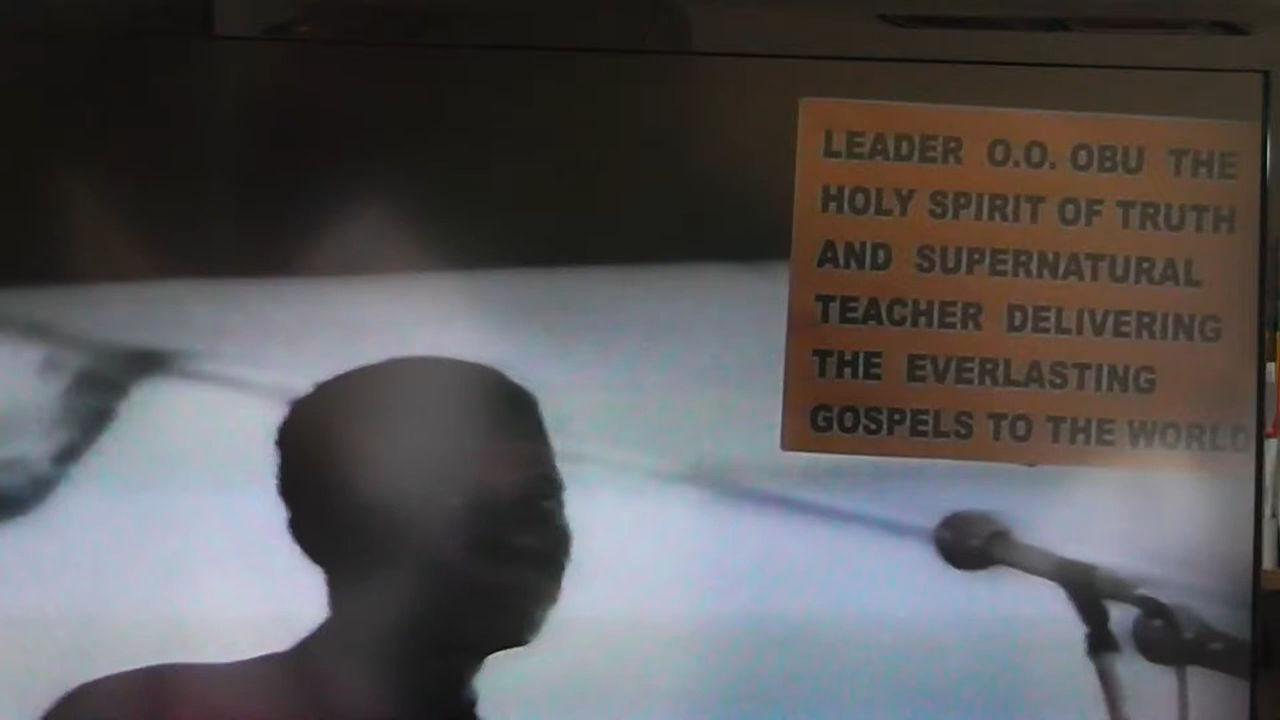 LEADER O.O. OBU THE
HOLY SPIRIT OF TRUTH
AND SUPERNATURAL
TEACHER DELIVERING
THE EVERLASTING
GOSPELS TO THE WORLD